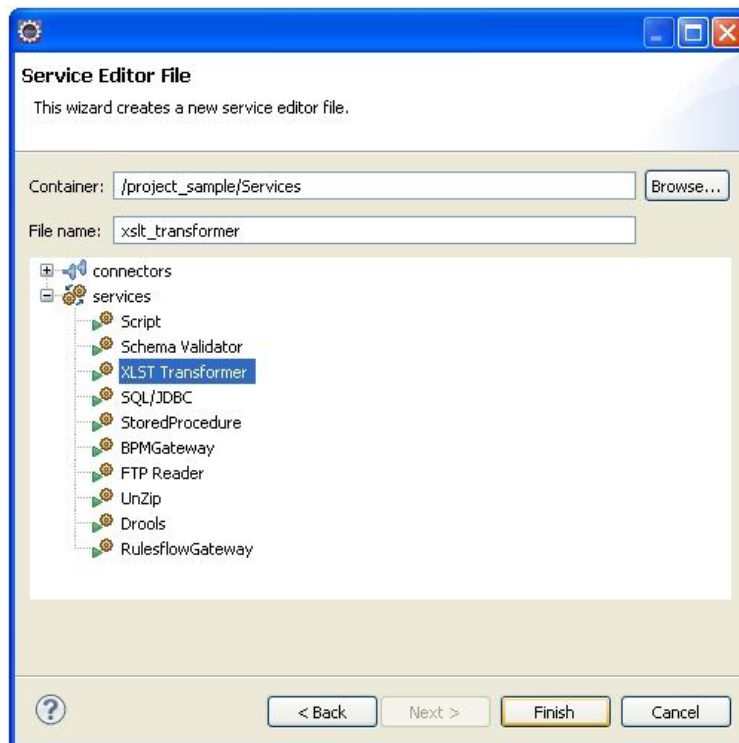 Service Editor File
This wizard creates a new service editor file.
Container: /project_sample/Services Browse...
File name: xslt_transformer
connectors
services
Script
Schema Validator
XLST Transformer
SQL/JDBC
StoredProcedure
BPMGateway
FTP Reader
UnZip
Drools
RulesflowGateway
? < Back Next > Finish Cancel